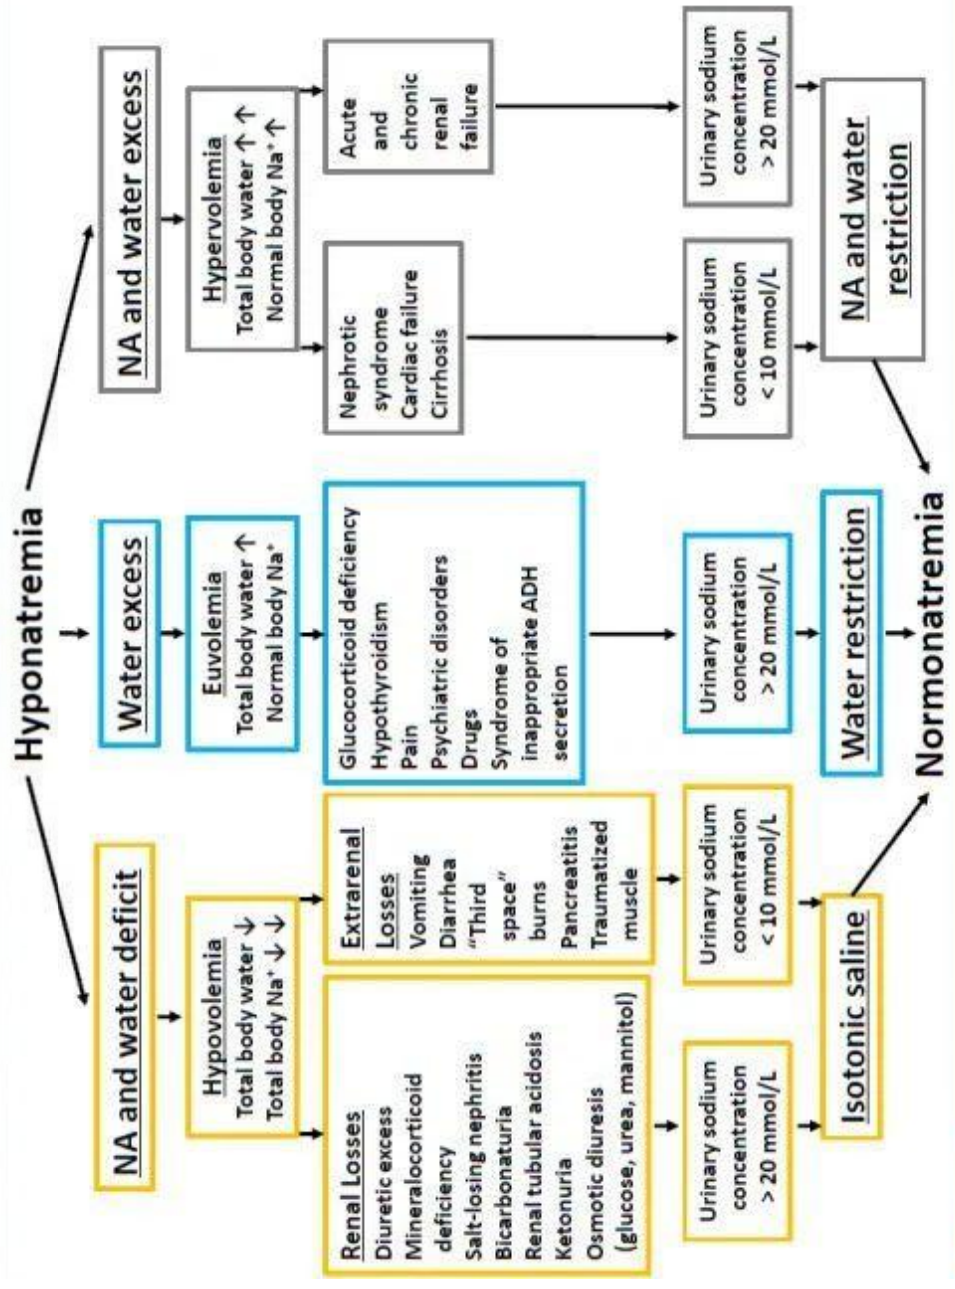 Hyponatremia
NA and water deficit
Hypovolemia
Total body water ↓
Total body Na⁺ ↓ ↓
Renal Losses
Diuretic excess
Mineralocorticoid
deficiency
Salt-losing nephritis
Bicarbonaturia
Renal tubular acidosis
Ketonuria
Osmotic diuresis
(glucose, urea, mannitol)
Urinary sodium
concentration
> 20 mmol/L
Extrarenal
Losses
Vomiting
Diarrhea
“Third
space”
burns
Pancreatitis
Traumatized
muscle
Urinary sodium
concentration
< 10 mmol/L
Isotonic saline
Water excess
Euvolemia
Total body water ↑
Normal body Na⁺
Glucocorticoid deficiency
Hypothyroidism
Pain
Psychiatric disorders
Drugs
Syndrome of
inappropriate ADH
secretion
Urinary sodium
concentration
> 20 mmol/L
Water restriction
NA and water excess
Hypervolemia
Total body water ↑ ↑
Normal body Na⁺ ↑
Nephrotic
syndrome
Cardiac failure
Cirrhosis
Urinary sodium
concentration
< 10 mmol/L
Acute
and
chronic
renal
failure
Urinary sodium
concentration
> 20 mmol/L
NA and water
restriction
Normonatremia